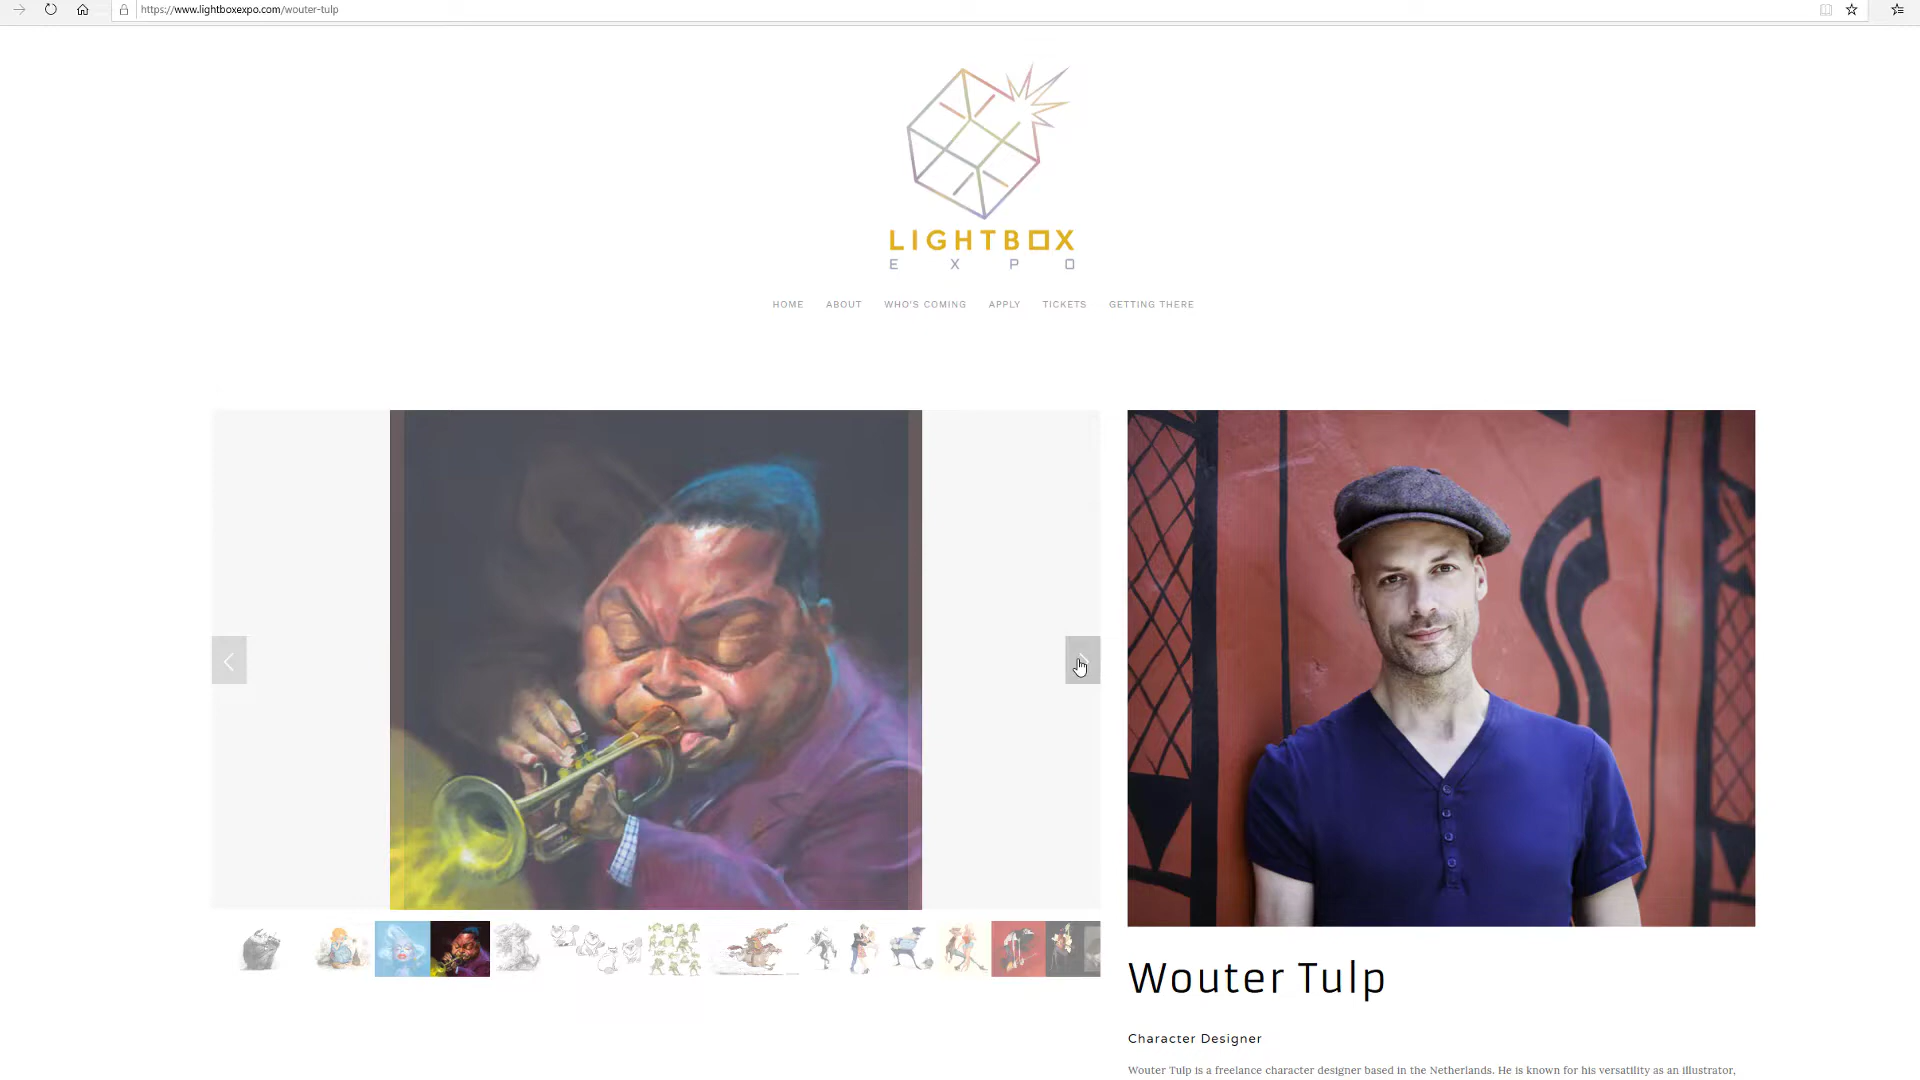 https://www.lightboxexpo.com/wouter-tulp
LIGHTBOX
EXPO
HOME ABOUT WHO'S COMING APPLY TICKETS GETTING THERE
Wouter Tulp
Character Designer
Wouter Tulp is a freelance character designer based in the Netherlands. He is known for his versatility as an illustrator,